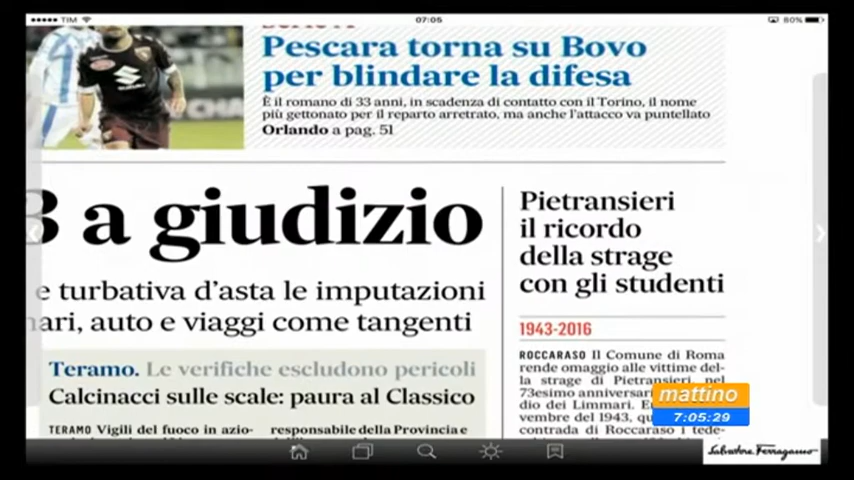 TIM
07:05
80%
SUZUKI
Pescara torna su Bovo
per blindare la difesa
È il romano di 33 anni, in scadenza di contatto con il Torino, il nome
più gettonato per il reparto arretrato, ma anche l'attacco va puntellato
Orlando a pag. 51
3 a giudizio
e turbativa d'asta le imputazioni
nari, auto e viaggi come tangenti
Teramo. Le verifiche escludono pericoli
Calcinacci sulle scale: paura al Classico
TERAMO Vigili del fuoco in azio-
responsabile della Provincia e
Pietransieri
il ricordo
della strage
con gli studenti
1943-2016
ROCCARASO Il Comune di Roma
rende omaggio alle vittime del-
la strage di Pietransieri, nel
73esimo anniversar
dio dei Limmari. E
vembre del 1943, qu
contrada di Roccaraso i tede-
mattino
7:05:29
Salvatore Ferragamo